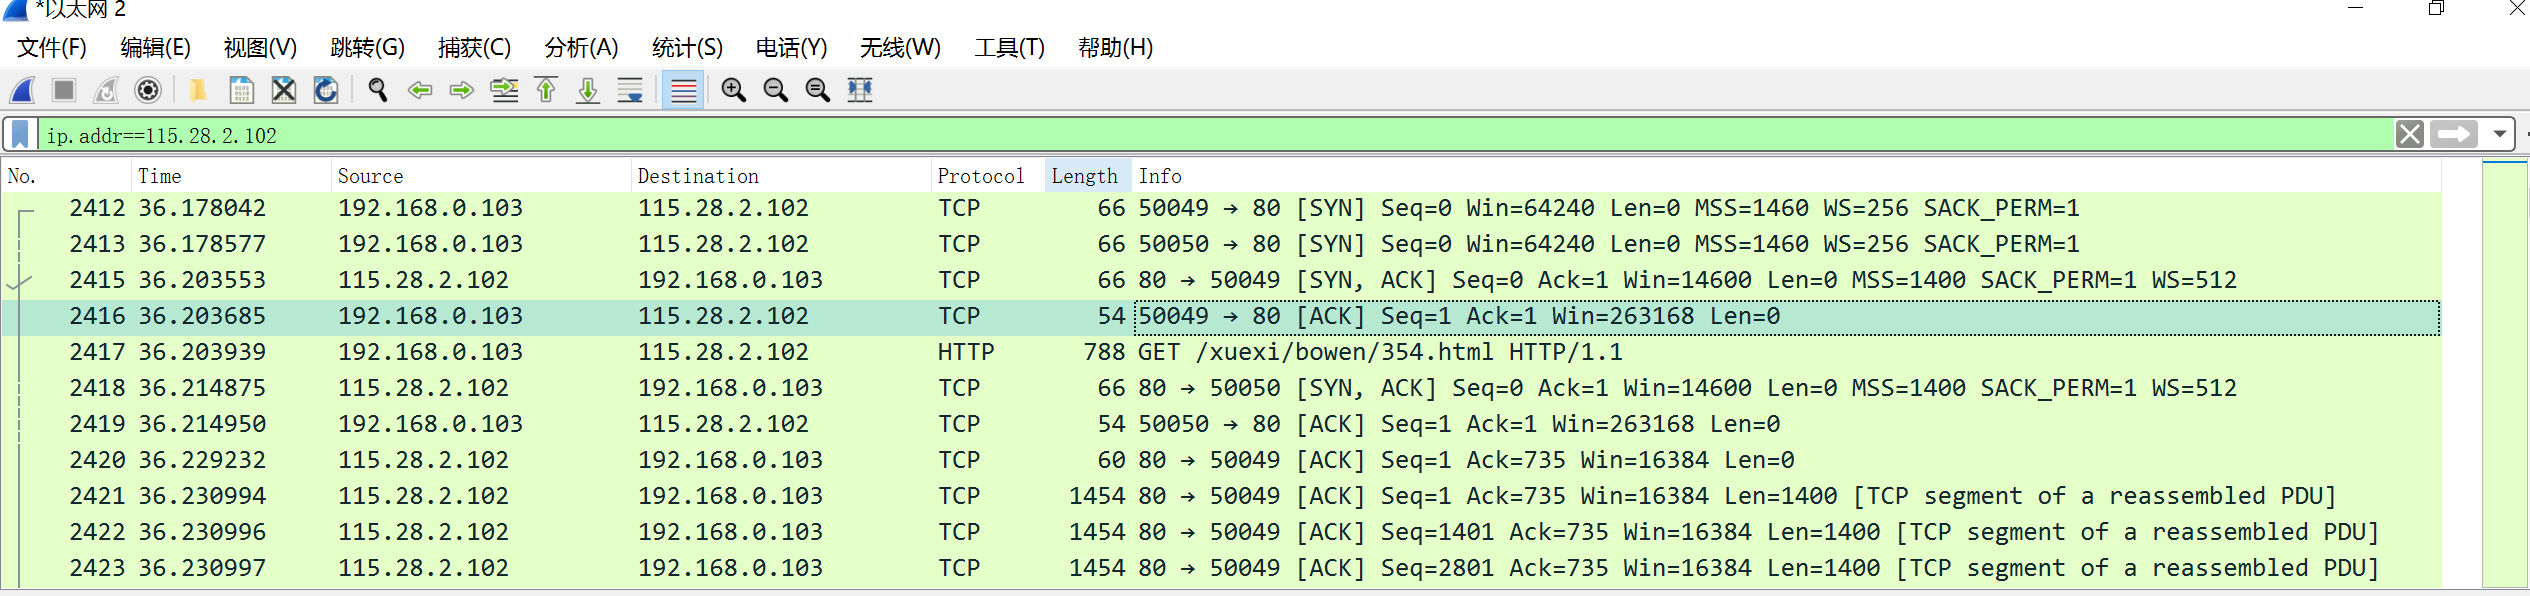 *以太网 2
文件(F) 编辑(E) 视图(V) 跳转(G) 捕获(C) 分析(A) 统计(S) 电话(Y) 无线(W) 工具(T) 帮助(H)
ip.addr==115.28.2.102
No. Time Source Destination Protocol Length Info
2412 36.178042 192.168.0.103 115.28.2.102 TCP 66 50049 → 80 [SYN] Seq=0 Win=64240 Len=0 MSS=1460 WS=256 SACK_PERM=1
2413 36.178577 192.168.0.103 115.28.2.102 TCP 66 50050 → 80 [SYN] Seq=0 Win=64240 Len=0 MSS=1460 WS=256 SACK_PERM=1
2415 36.203553 115.28.2.102 192.168.0.103 TCP 66 80 → 50049 [SYN, ACK] Seq=0 Ack=1 Win=14600 Len=0 MSS=1400 SACK_PERM=1 WS=512
2416 36.203685 192.168.0.103 115.28.2.102 TCP 54 50049 → 80 [ACK] Seq=1 Ack=1 Win=263168 Len=0
2417 36.203939 192.168.0.103 115.28.2.102 HTTP 788 GET /xuexi/bowen/354.html HTTP/1.1
2418 36.214875 115.28.2.102 192.168.0.103 TCP 66 80 → 50050 [SYN, ACK] Seq=0 Ack=1 Win=14600 Len=0 MSS=1400 SACK_PERM=1 WS=512
2419 36.214950 192.168.0.103 115.28.2.102 TCP 54 50050 → 80 [ACK] Seq=1 Ack=1 Win=263168 Len=0
2420 36.229232 115.28.2.102 192.168.0.103 TCP 60 80 → 50049 [ACK] Seq=1 Ack=735 Win=16384 Len=0
2421 36.230994 115.28.2.102 192.168.0.103 TCP 1454 80 → 50049 [ACK] Seq=1 Ack=735 Win=16384 Len=1400 [TCP segment of a reassembled PDU]
2422 36.230996 115.28.2.102 192.168.0.103 TCP 1454 80 → 50049 [ACK] Seq=1401 Ack=735 Win=16384 Len=1400 [TCP segment of a reassembled PDU]
2423 36.230997 115.28.2.102 192.168.0.103 TCP 1454 80 → 50049 [ACK] Seq=2801 Ack=735 Win=16384 Len=1400 [TCP segment of a reassembled PDU]